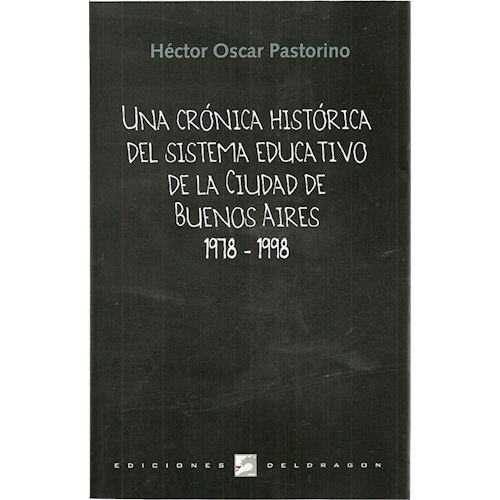 Héctor Oscar Pastorino
UNA CRÓNICA HISTÓRICA
DEL SISTEMA EDUCATIVO
DE LA CIUDAD DE
BUENOS AIRES
1978 - 1998
EDICIONES DELDRAGON